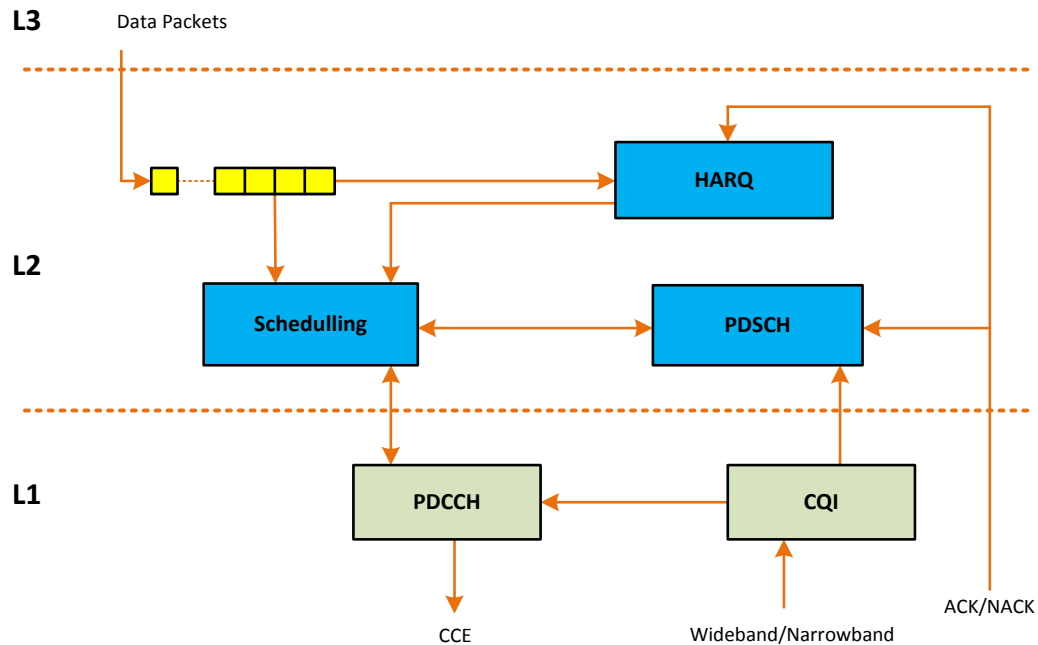 L3
Data Packets
HARQ
L2
Schedulling
PDSCH
L1
PDCCH
CQI
CCE
Wideband/Narrowband
ACK/NACK